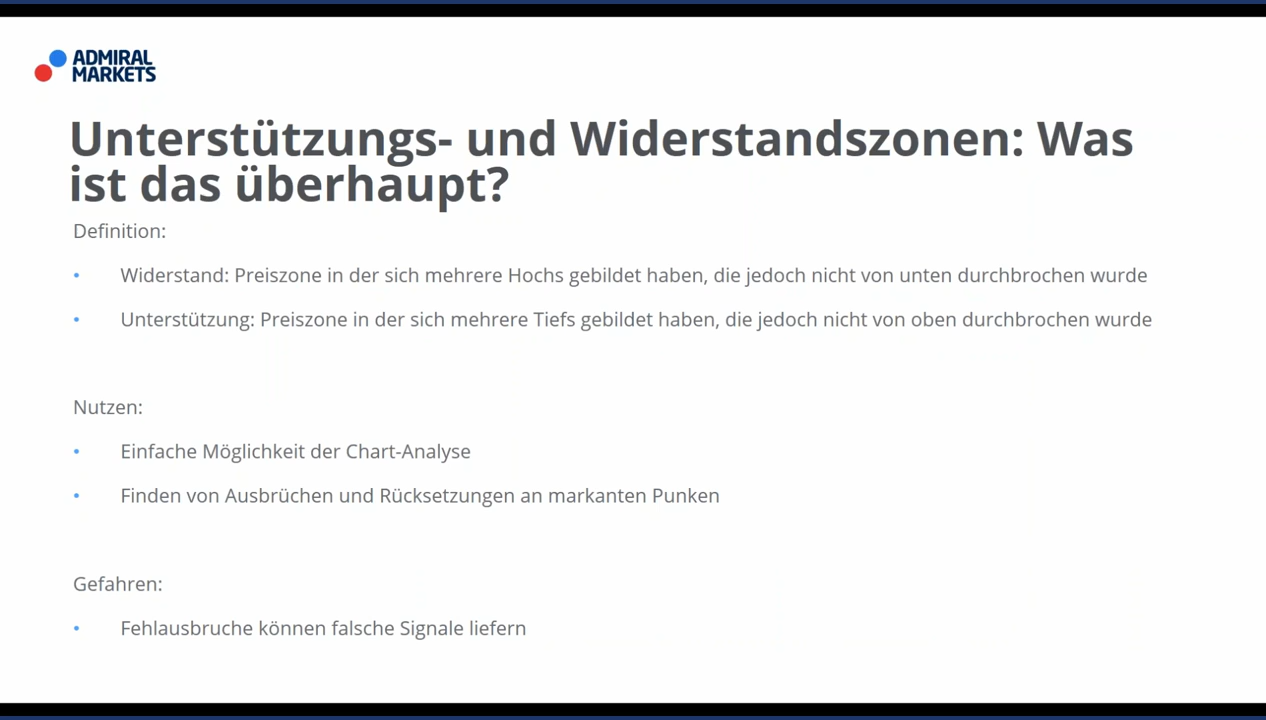 ADMIRAL
MARKETS
Unterstützungs- und Widerstandszonen: Was
ist das überhaupt?
Definition:
• Widerstand: Preiszone in der sich mehrere Hochs gebildet haben, die jedoch nicht von unten durchbrochen wurde
• Unterstützung: Preiszone in der sich mehrere Tiefs gebildet haben, die jedoch nicht von oben durchbrochen wurde
Nutzen:
• Einfache Möglichkeit der Chart-Analyse
• Finden von Ausbrüchen und Rücksetzungen an markanten Punken
Gefahren:
• Fehlausbruche können falsche Signale liefern